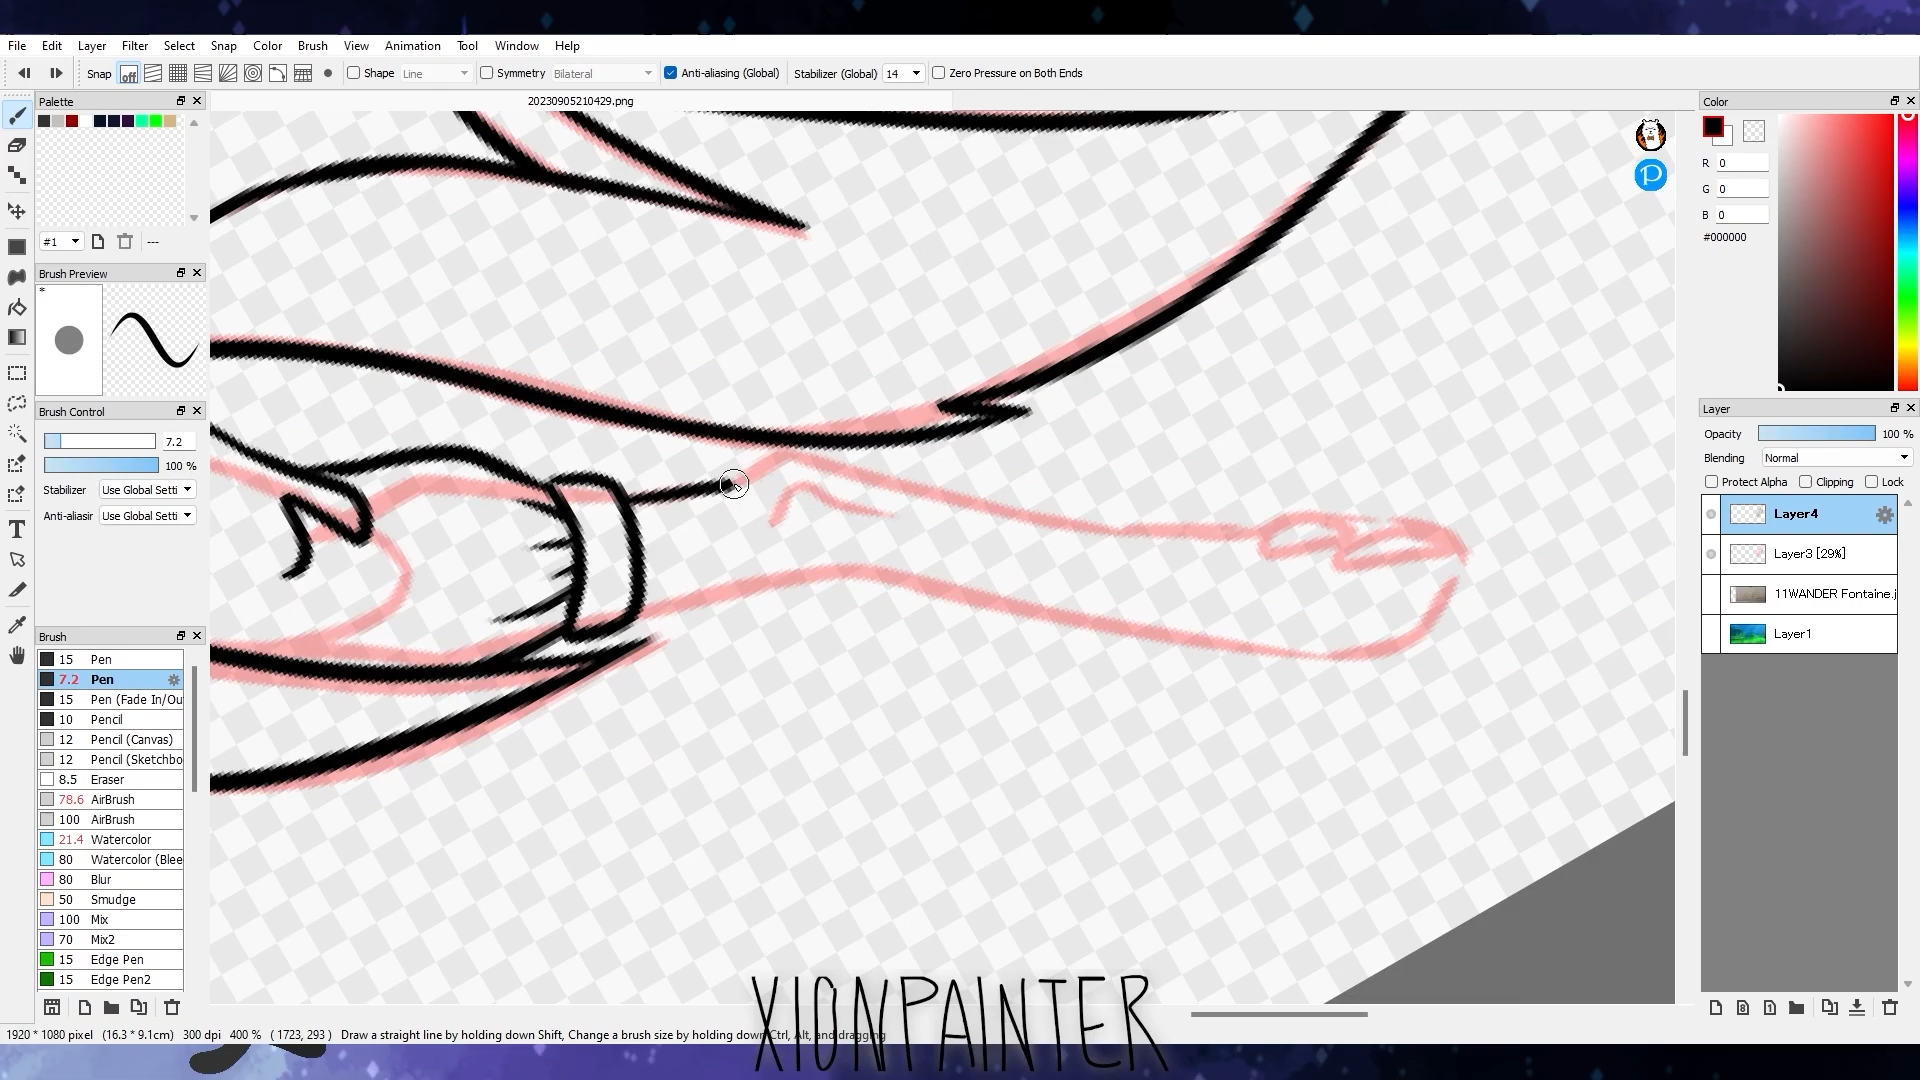 File Edit Layer Filter Select Snap Color Brush View Animation Tool Window Help
Snap off Shape Line Symmetry Bilateral Anti-aliasing (Global) Stabilizer (Global) 14 Zero Pressure on Both Ends
Palette
20230905210429.png
#1 ---
Brush Preview
*
Brush Control
7.2
100 %
Stabilizer Use Global Setti
Anti-aliasir Use Global Setti
Brush
15 Pen
7.2 Pen
15 Pen (Fade In/Ou
10 Pencil
12 Pencil (Canvas)
12 Pencil (Sketchbo
8.5 Eraser
78.6 AirBrush
100 AirBrush
21.4 Watercolor
80 Watercolor (Blee
80 Blur
50 Smudge
100 Mix
70 Mix2
15 Edge Pen
15 Edge Pen2
Color
R 0
G 0
B 0
#000000
Layer
Opacity 100 %
Blending Normal
Protect Alpha Clipping Lock
Layer4
Layer3 [29%]
11WANDER Fontaine.j
Layer1
P
T
8
1
XIONPAINTER
1920 * 1080 pixel (16.3 * 9.1cm) 300 dpi 400 % ( 1723, 293 ) Draw a straight line by holding down Shift, Change a brush size by holding down Ctrl, Alt, and dragging